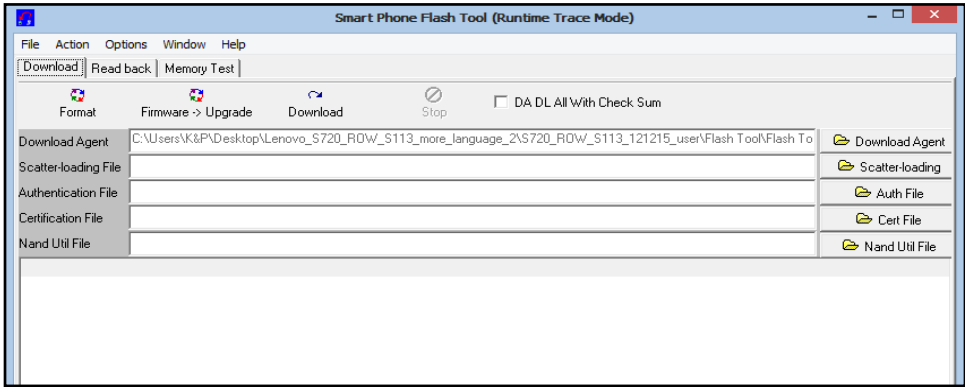 Smart Phone Flash Tool (Runtime Trace Mode)
File Action Options Window Help
Download Read back Memory Test
Format Firmware -> Upgrade Download Stop DA DL All With Check Sum
Download Agent C:\Users\K&P\Desktop\Lenovo_S720_ROW_S113_more_language_2\S720_ROW_S113_121215_user\Flash Tool\Flash To Download Agent
Scatter-loading File Scatter-loading
Authentication File Auth File
Certification File Cert File
Nand Util File Nand Util File